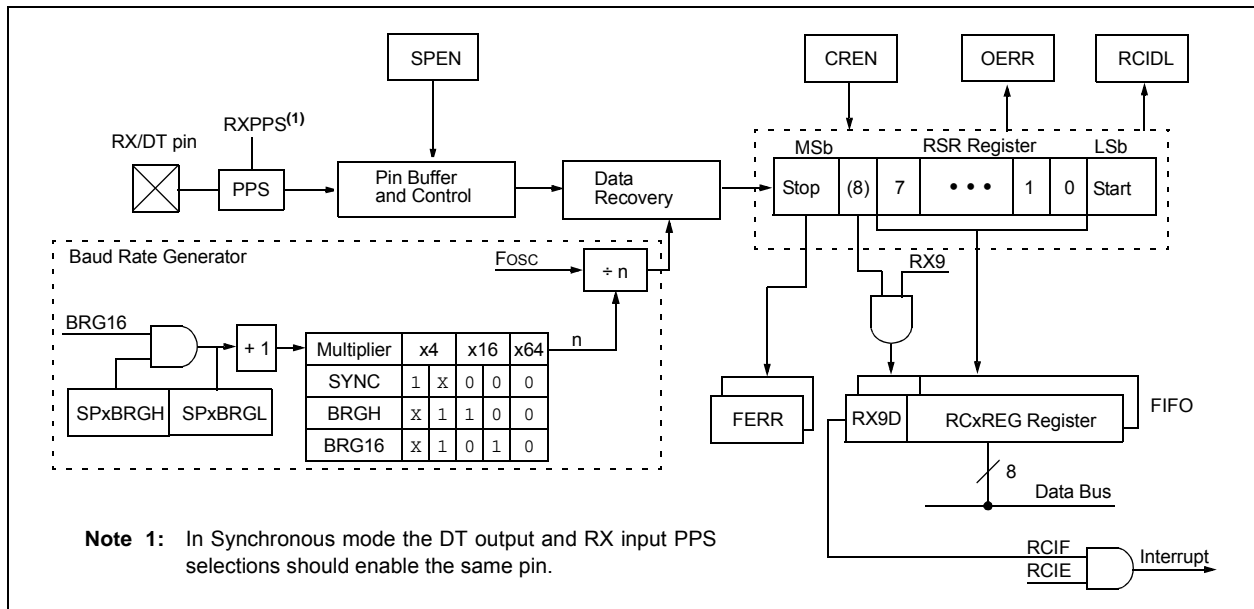 SPEN
CREN
OERR
RCIDL
RXPPS(1)
RX/DT pin
PPS
Pin Buffer
and Control
Data
Recovery
MSb
RSR Register
LSb
Stop (8) 7 • • • 1 0 Start
Baud Rate Generator
FOSC
÷ n
RX9
BRG16
+ 1
n
SPxBRGH SPxBRGL
Multiplier x4 x16 x64
SYNC 1 X 0 0 0
BRGH X 1 1 0 0
BRG16 X 1 0 1 0
FERR
RX9D
RCxREG Register
FIFO
8
Data Bus
RCIF
RCIE
Interrupt
Note 1: In Synchronous mode the DT output and RX input PPS
selections should enable the same pin.